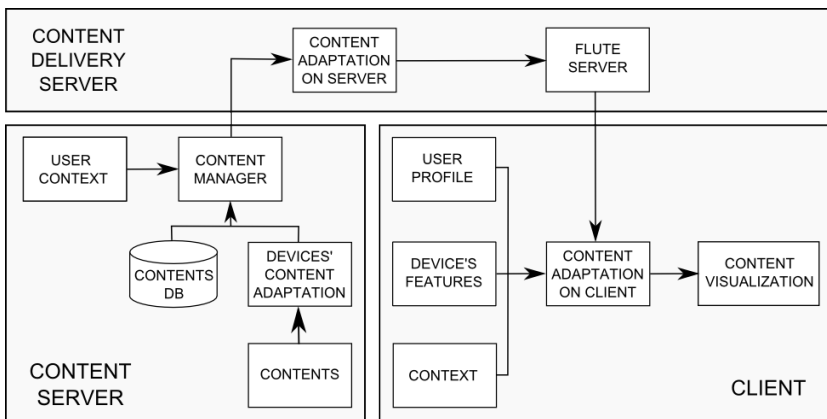 CONTENT
DELIVERY
SERVER
CONTENT
ADAPTATION
ON SERVER
FLUTE
SERVER
USER
CONTEXT
CONTENT
MANAGER
CONTENTS
DB
DEVICES'
CONTENT
ADAPTATION
CONTENTS
CONTENT
SERVER
USER
PROFILE
DEVICE'S
FEATURES
CONTEXT
CONTENT
ADAPTATION
ON CLIENT
CONTENT
VISUALIZATION
CLIENT